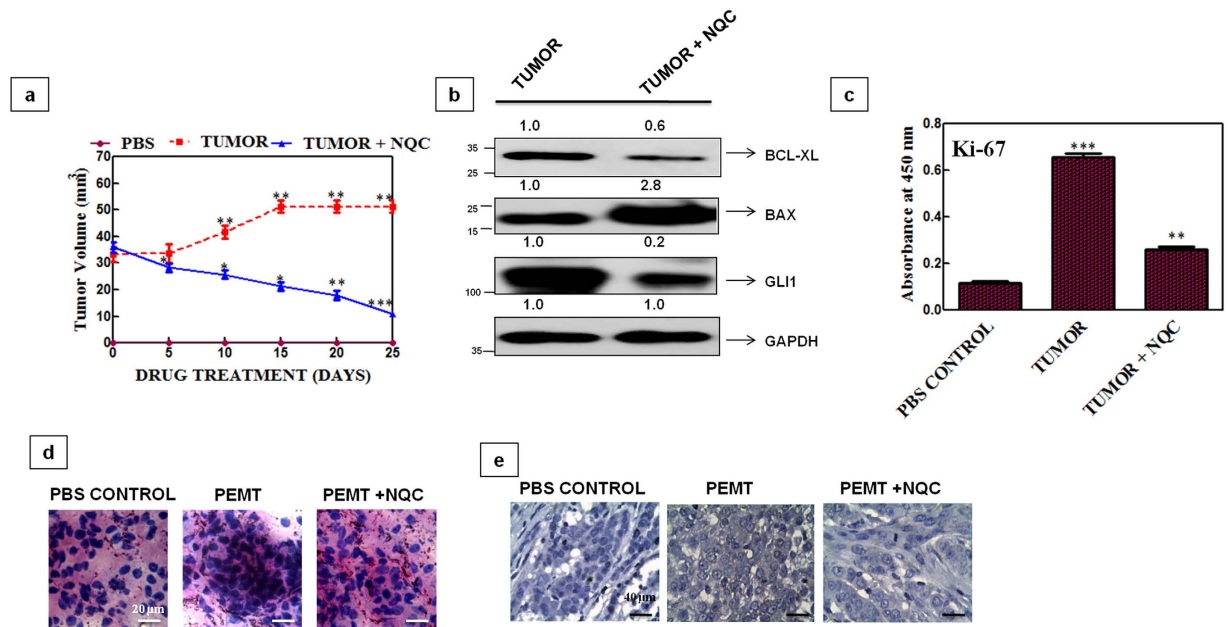 a
PBS TUMOR TUMOR + NQC
Tumor Volume (mm3)
70
60
50
40
30
20
10
0
** ** ** ** **
* * * ** ***
0 5 10 15 20 25
DRUG TREATMENT (DAYS)
b
TUMOR TUMOR + NQC
1.0 0.6
35
25
BCL-XL
1.0 2.8
25
15
BAX
1.0 0.2
100
GLI1
1.0 1.0
35
GAPDH
c
Ki-67
Absorbance at 450 nm
0.8
0.6
0.4
0.2
0.0
***
**
PBS CONTROL TUMOR TUMOR + NQC
d
PBS CONTROL PEMT PEMT +NQC
20 µm
e
PBS CONTROL PEMT PEMT +NQC
40 µm